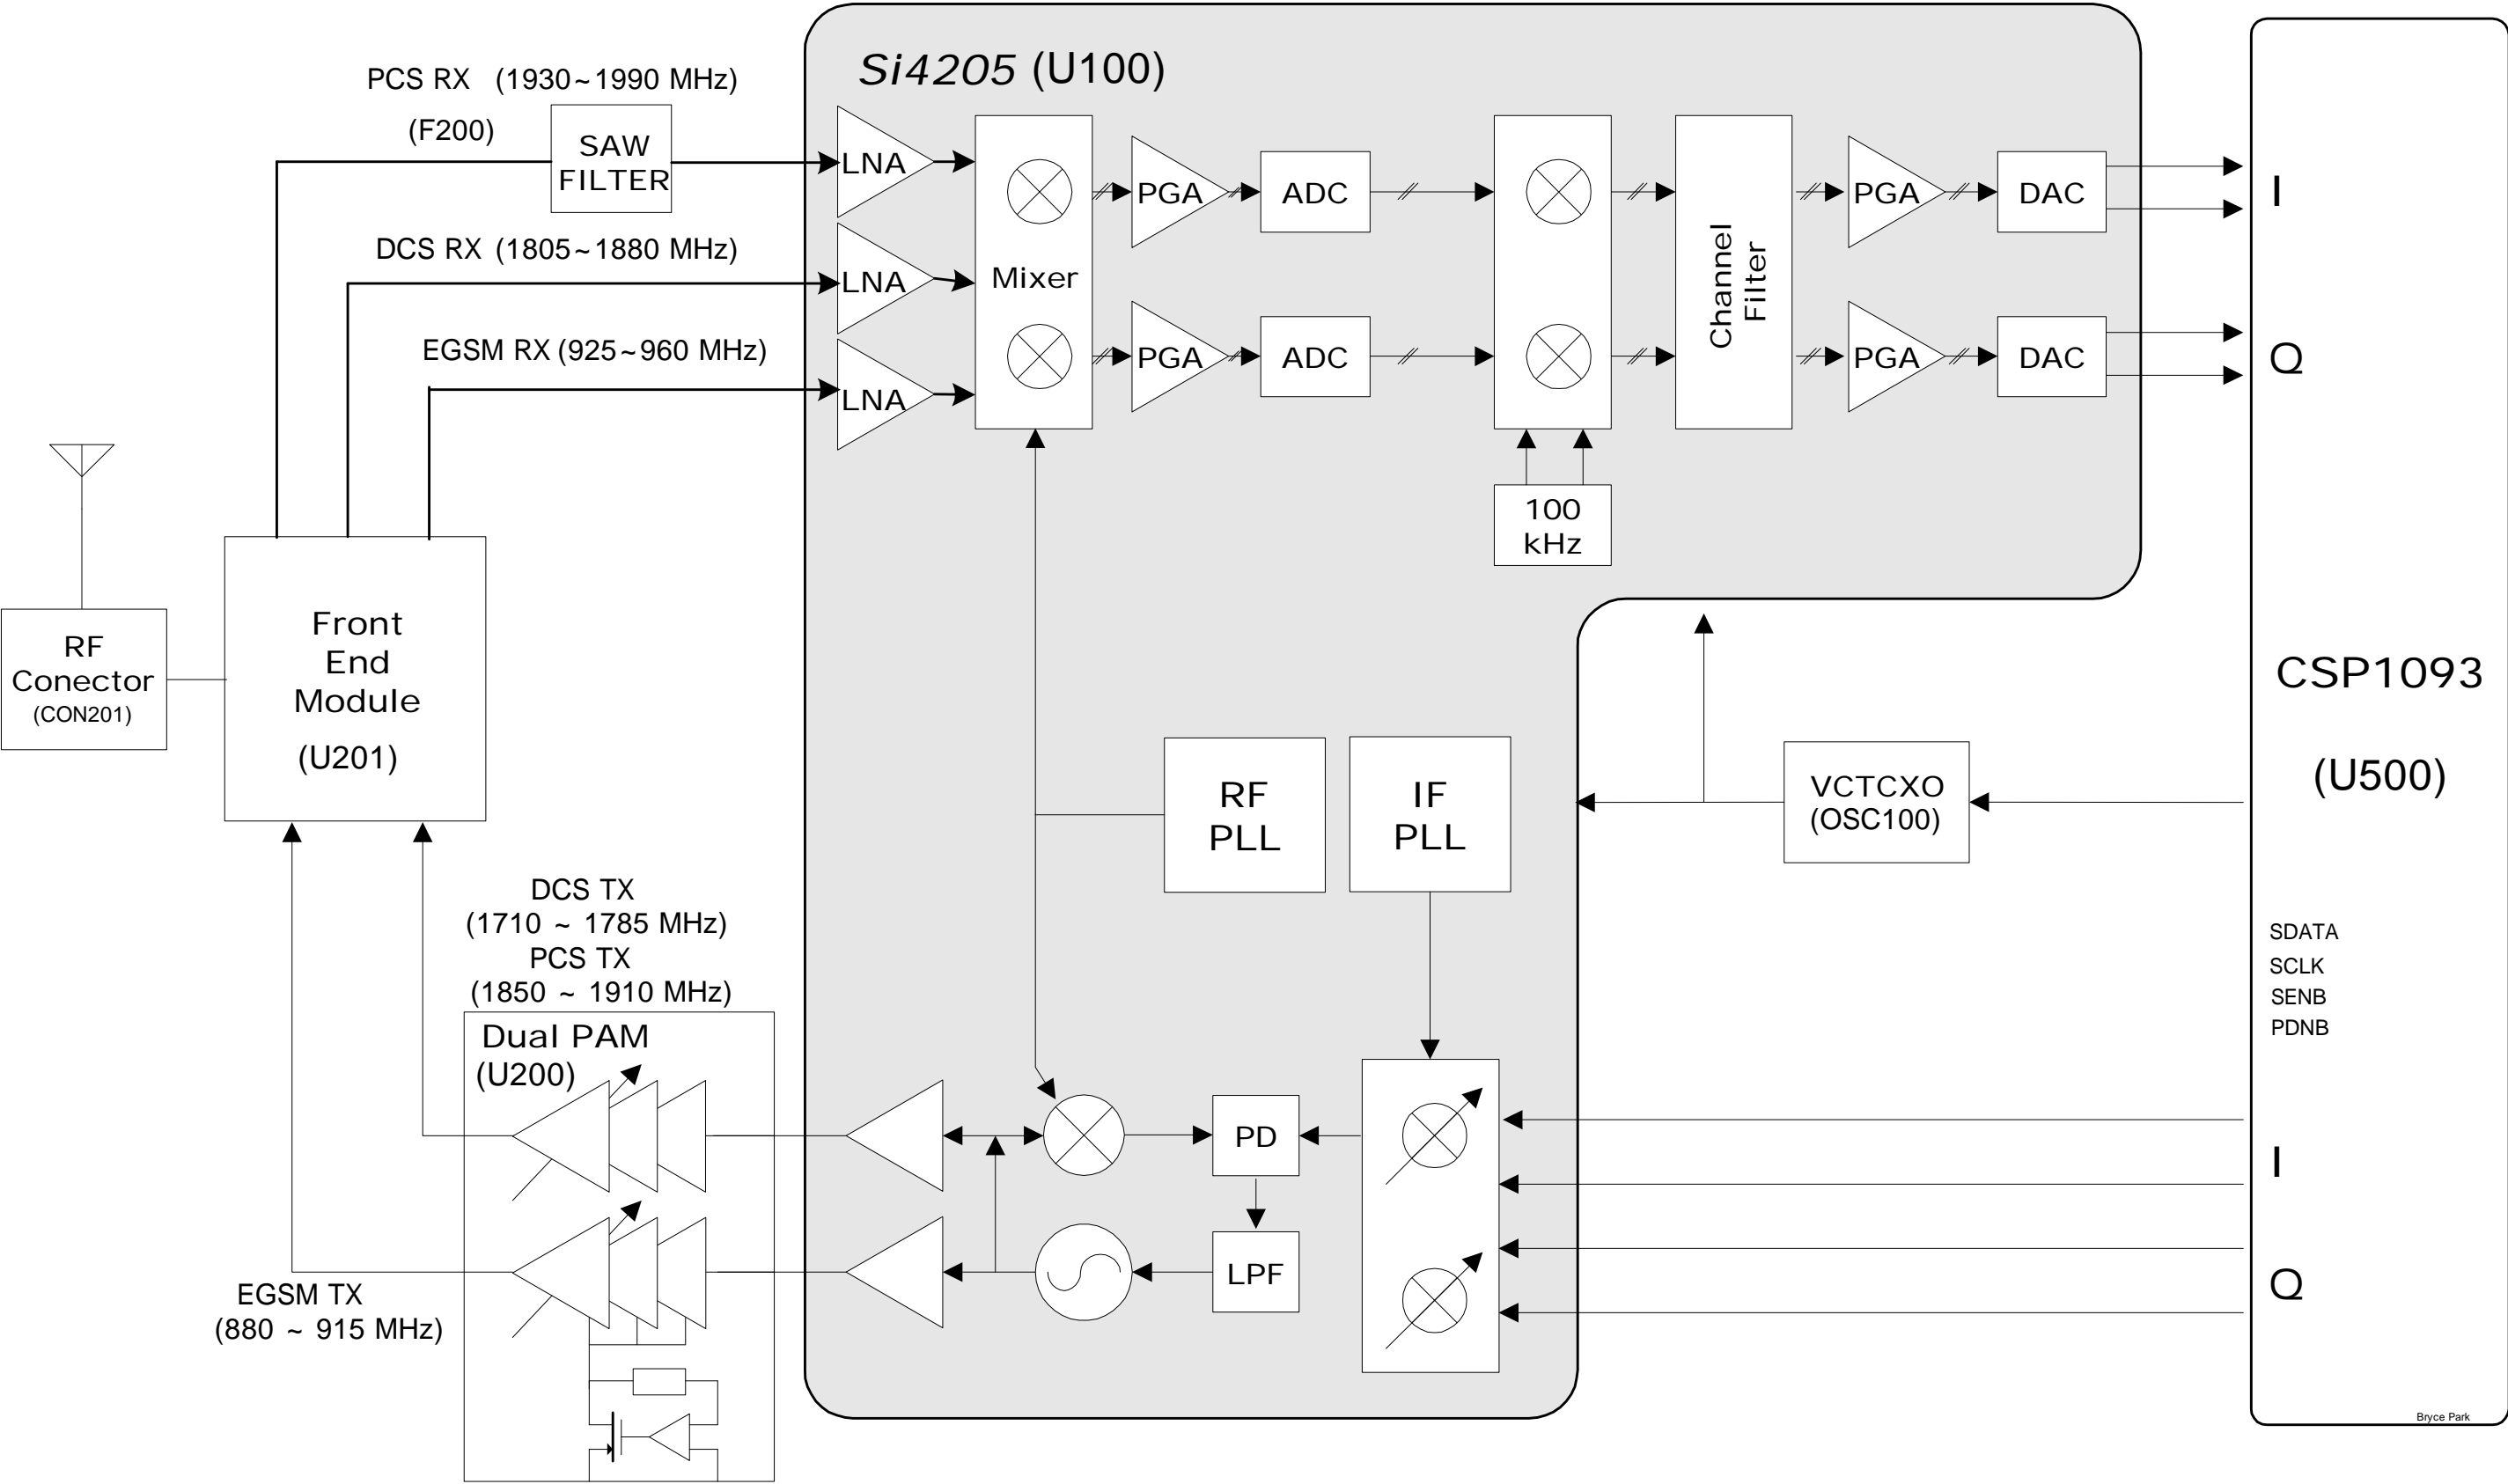 Si4205 (U100)
PCS RX (1930~1990 MHz)
(F200)
SAW
FILTER
DCS RX (1805~1880 MHz)
EGSM RX (925~960 MHz)
LNA
LNA
LNA
Mixer
PGA
ADC
PGA
ADC
100
kHz
Channel
Filter
PGA
DAC
PGA
DAC
I
Q
RF
Conector
(CON201)
Front
End
Module
(U201)
RF
PLL
IF
PLL
VCTCXO
(OSC100)
CSP1093
(U500)
SDATA
SCLK
SENB
PDNB
DCS TX
(1710 ~ 1785 MHz)
PCS TX
(1850 ~ 1910 MHz)
Dual PAM
(U200)
EGSM TX
(880 ~ 915 MHz)
PD
LPF
I
Q
Bryce Park